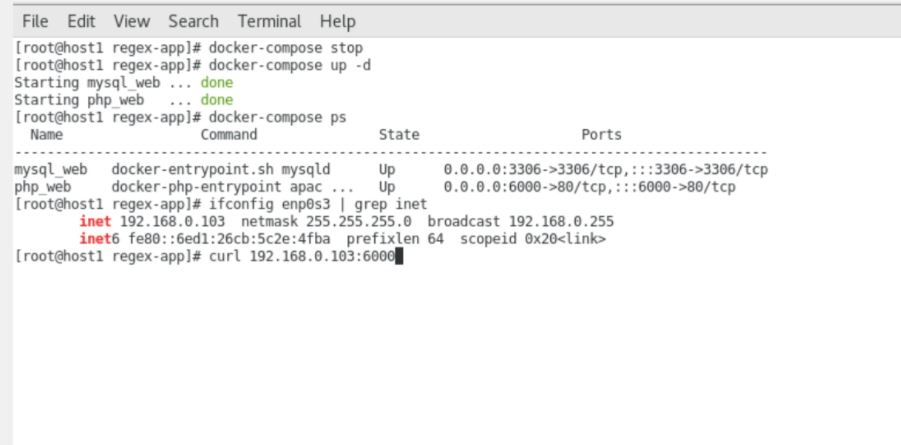 File Edit View Search Terminal Help
[root@host1 regex-app]# docker-compose stop
[root@host1 regex-app]# docker-compose up -d
Starting mysql_web ... done
Starting php_web   ... done
[root@host1 regex-app]# docker-compose ps
  Name                 Command               State                    Ports
---------------------------------------------------------------------------------------------
mysql_web   docker-entrypoint.sh mysqld      Up      0.0.0.0:3306->3306/tcp,:::3306->3306/tcp
php_web     docker-php-entrypoint apac ...   Up      0.0.0.0:6000->80/tcp,:::6000->80/tcp
[root@host1 regex-app]# ifconfig enp0s3 | grep inet
        inet 192.168.0.103  netmask 255.255.255.0  broadcast 192.168.0.255
        inet6 fe80::6ed1:26cb:5c2e:4fba  prefixlen 64  scopeid 0x20<link>
[root@host1 regex-app]# curl 192.168.0.103:6000